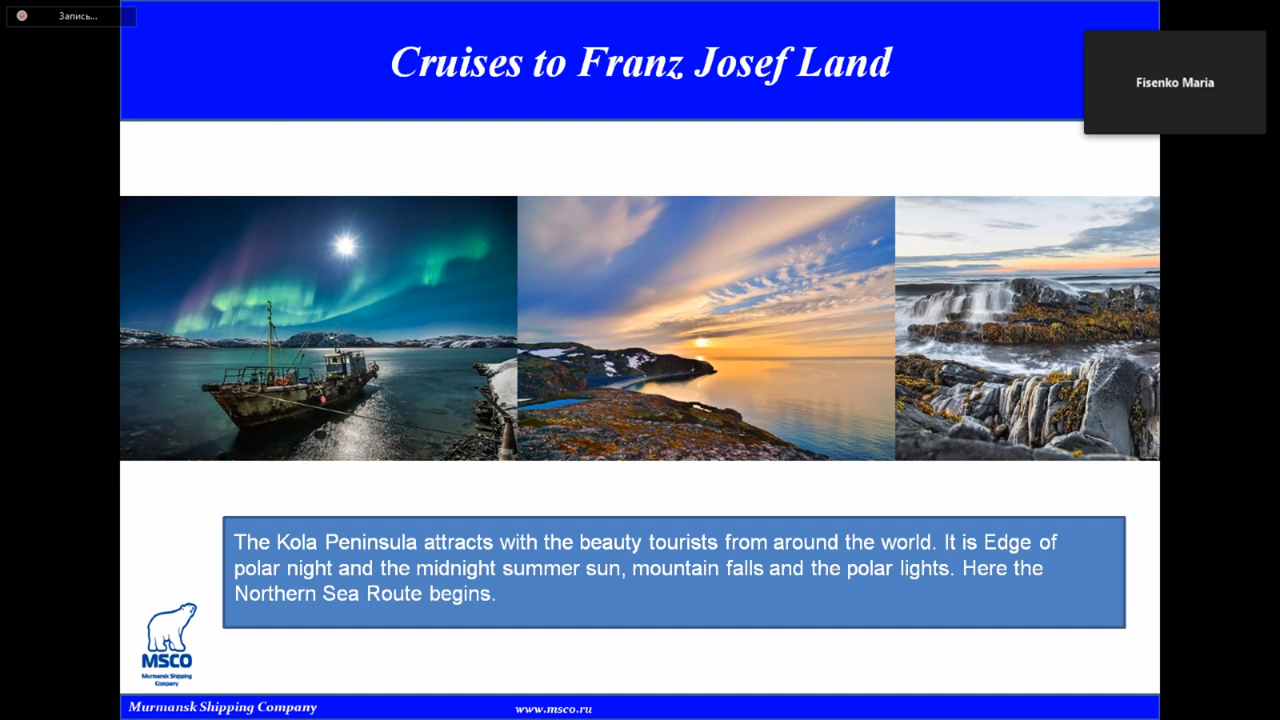 Запись...
Cruises to Franz Josef Land
Fisenko Maria
The Kola Peninsula attracts with the beauty tourists from around the world. It is Edge of
polar night and the midnight summer sun, mountain falls and the polar lights. Here the
Northern Sea Route begins.
MSCO
Murmansk Shipping
Company
Murmansk Shipping Company
www.msco.ru